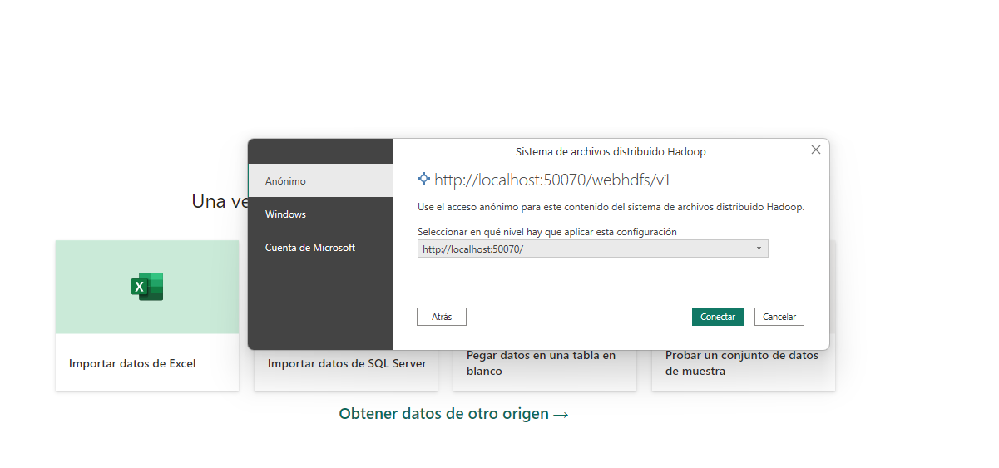 Sistema de archivos distribuido Hadoop
Anónimo
Windows
Cuenta de Microsoft
http://localhost:50070/webhdfs/v1
Use el acceso anónimo para este contenido del sistema de archivos distribuido Hadoop.
Seleccionar en qué nivel hay que aplicar esta configuración
http://localhost:50070/
Atrás
Conectar
Cancelar
Una ve
X
Importar datos de Excel
Importar datos de SQL Server
Pegar datos en una tabla en
blanco
Probar un conjunto de datos
de muestra
Obtener datos de otro origen →